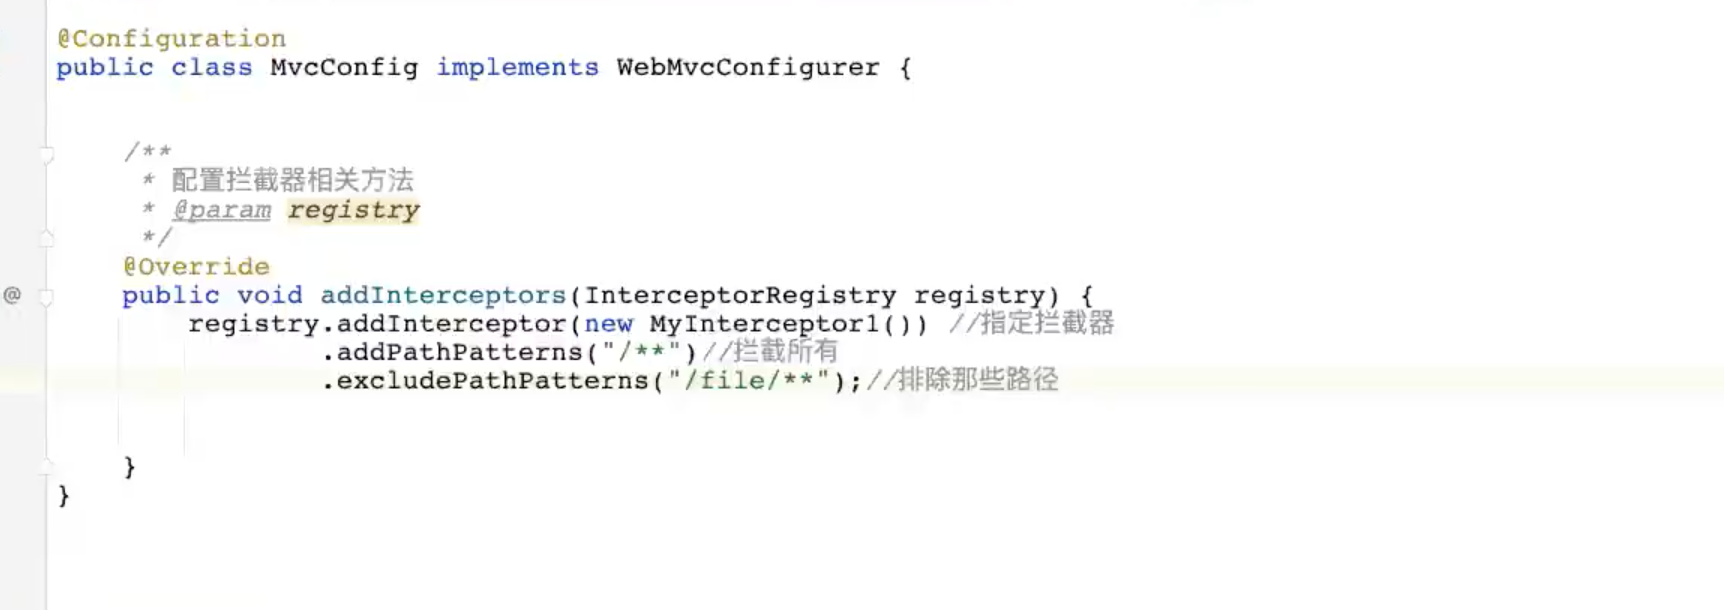 @Configuration
public class MvcConfig implements WebMvcConfigurer {
/**
* 配置拦截器相关方法
* @param registry
*/
@Override
@ public void addInterceptors(InterceptorRegistry registry) {
registry.addInterceptor(new MyInterceptor1()) //指定拦截器
.addPathPatterns("/**")//拦截所有
.excludePathPatterns("/file/**");//排除那些路径
}
}